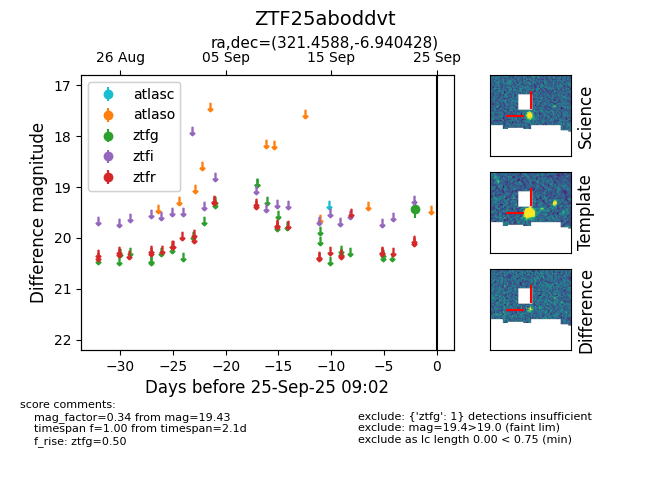 ZTF25aboddvt
ra,dec=(321.4588,-6.940428)
26 Aug 05 Sep 15 Sep 25 Sep
17
18
19
20
21
22
Difference magnitude
atlasc
atlaso
ztfg
ztfi
ztfr
−30 −25 −20 −15 −10 −5 0
Days before 25-Sep-25 09:02
Science
Template
Difference
score comments:
mag_factor=0.34 from mag=19.43
timespan f=1.00 from timespan=2.1d
f_rise: ztfg=0.50
exclude: {'ztfg': 1} detections insufficient
exclude: mag=19.4>19.0 (faint lim)
exclude as lc length 0.00 < 0.75 (min)